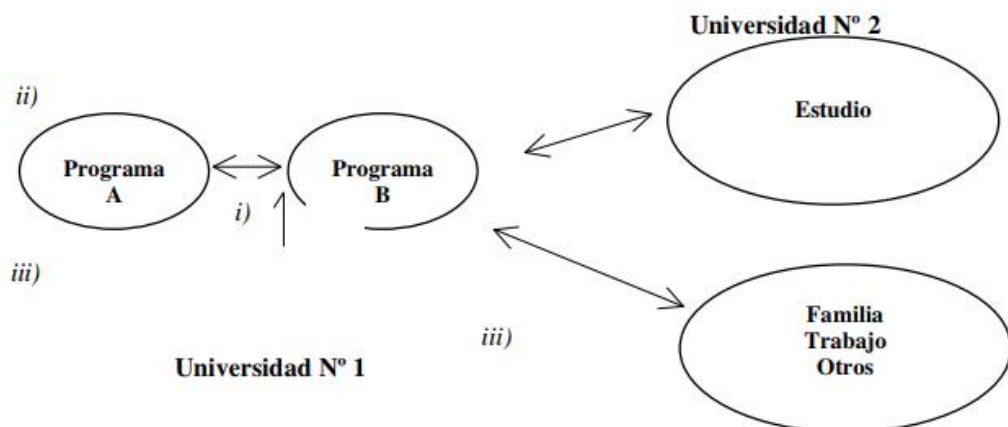 Universidad Nº 2
ii)
Estudio
Programa
A
Programa
B
i)
iii)
Familia
Trabajo
Otros
iii)
Universidad Nº 1